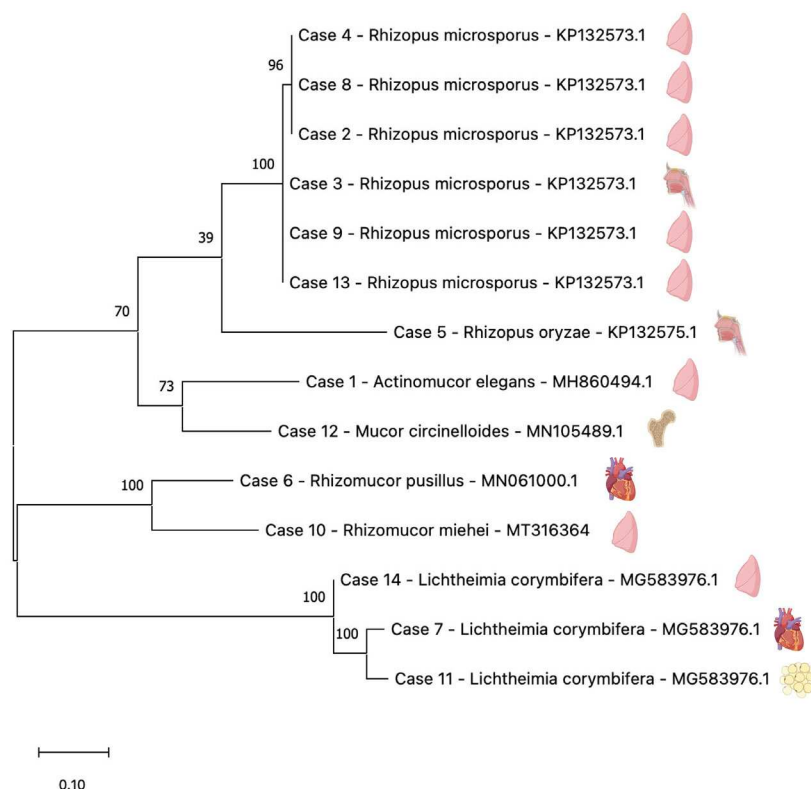 Case 4 - Rhizopus microsporus - KP132573.1
96
Case 8 - Rhizopus microsporus - KP132573.1
Case 2 - Rhizopus microsporus - KP132573.1
100
Case 3 - Rhizopus microsporus - KP132573.1
39
Case 9 - Rhizopus microsporus - KP132573.1
Case 13 - Rhizopus microsporus - KP132573.1
70
Case 5 - Rhizopus oryzae - KP132575.1
73
Case 1 - Actinomucor elegans - MH860494.1
Case 12 - Mucor circinelloides - MN105489.1
100
Case 6 - Rhizomucor pusillus - MN061000.1
Case 10 - Rhizomucor miehei - MT316364
Case 14 - Lichtheimia corymbifera - MG583976.1
100
100
Case 7 - Lichtheimia corymbifera - MG583976.1
Case 11 - Lichtheimia corymbifera - MG583976.1
0.10